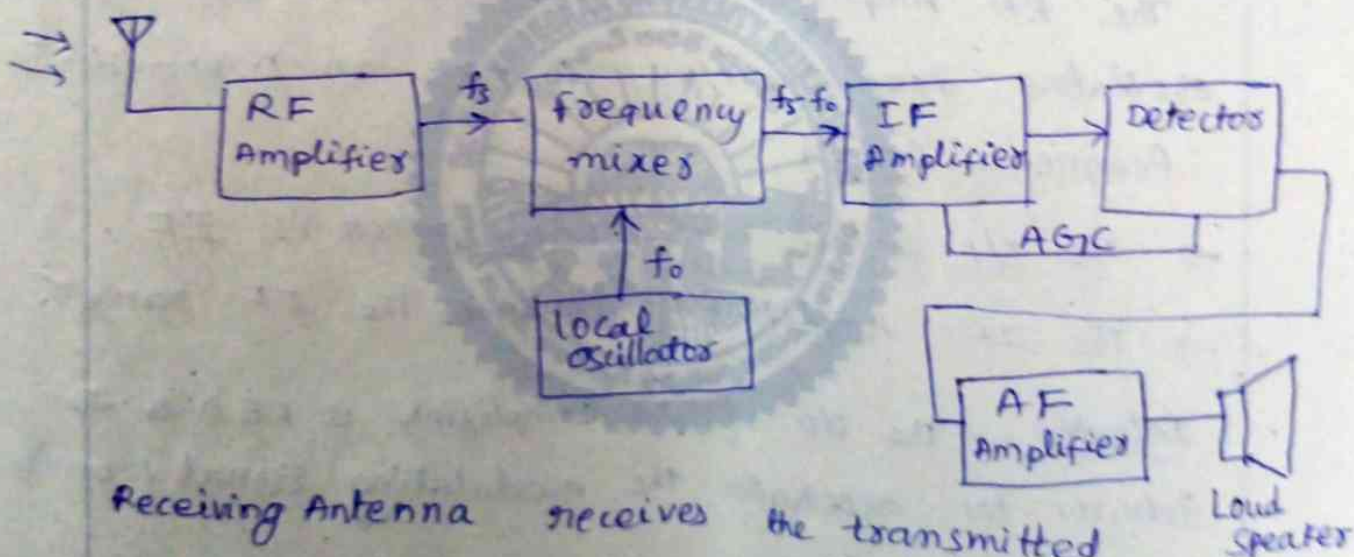 RF
Amplifier
fs
frequency
mixer
fs-fo
IF
Amplifier
Detector
AGC
fo
local
oscillator
AF
Amplifier
Loud
speaker
Receiving Antenna receives the transmitted